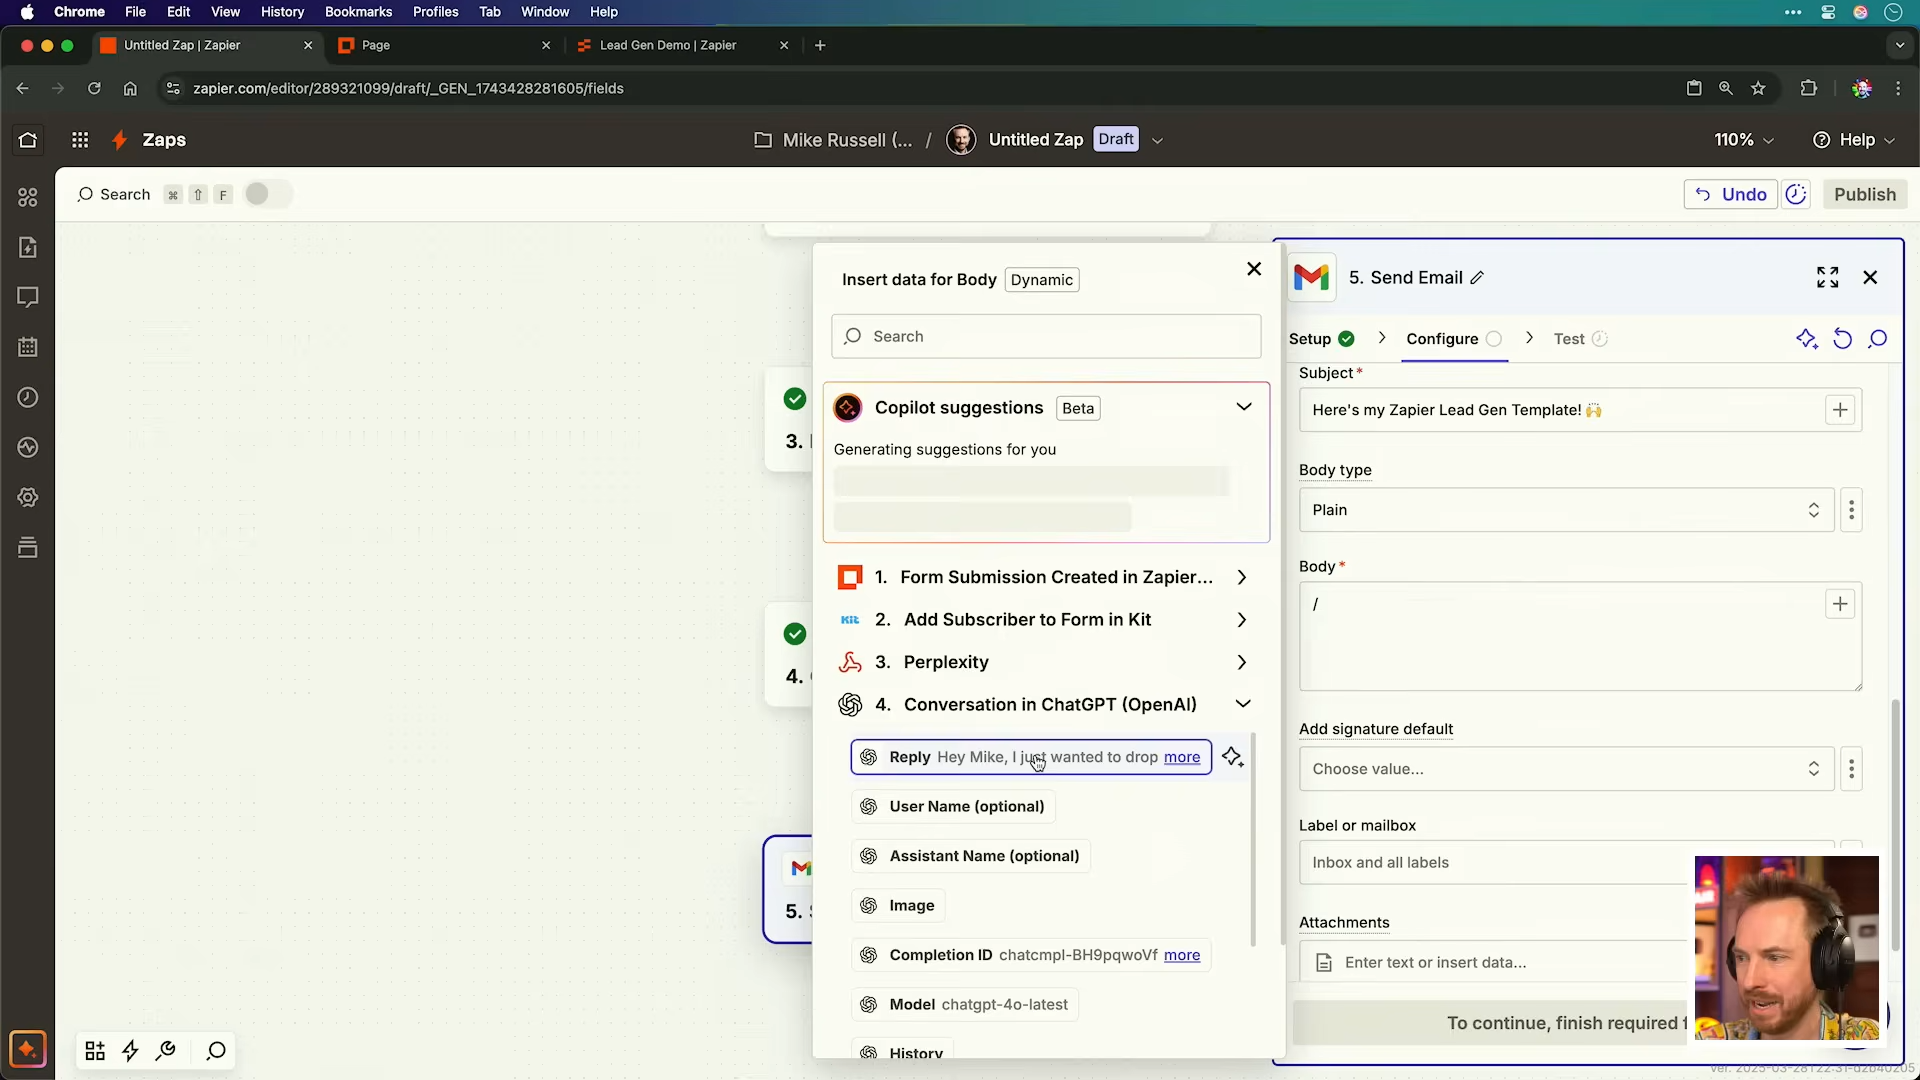 Chrome File Edit View History Bookmarks Profiles Tab Window Help
Untitled Zap | Zapier
Page
Lead Gen Demo | Zapier
zapier.com/editor/289321099/draft/_GEN_1743428281605/fields
Zaps
Mike Russell (... / Untitled Zap Draft
110%
Help
Search ⌘ ⇧ F
Undo
Publish
3.
4.
5.
Insert data for Body Dynamic
Search
Copilot suggestions Beta
Generating suggestions for you
1. Form Submission Created in Zapier...
Kit 2. Add Subscriber to Form in Kit
3. Perplexity
4. Conversation in ChatGPT (OpenAI)
Reply Hey Mike, I just wanted to drop more
User Name (optional)
Assistant Name (optional)
Image
Completion ID chatcmpl-BH9pqwoVf more
Model chatgpt-4o-latest
History
5. Send Email
Setup
Configure
Test
Subject*
Here's my Zapier Lead Gen Template! 🙌
Body type
Plain
Body*
/
Add signature default
Choose value...
Label or mailbox
Inbox and all labels
Attachments
Enter text or insert data...
To continue, finish required